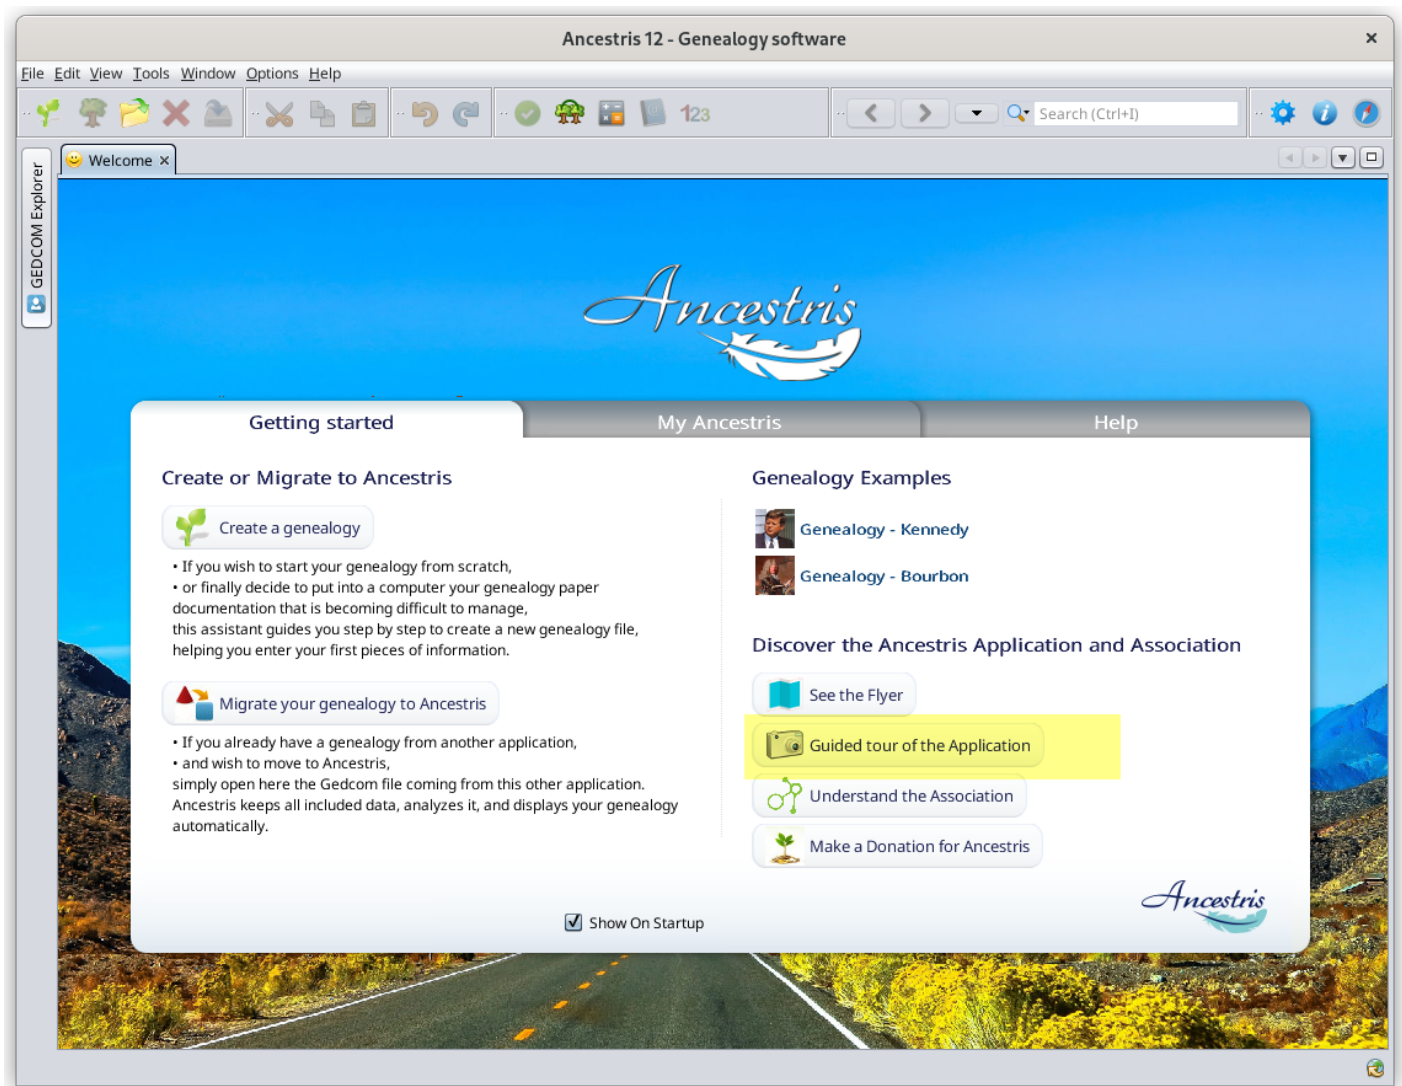 Ancestris 12 - Genealogy software
File Edit View Tools Window Options Help
123
Search (Ctrl+I)
GEDCOM Explorer
Welcome
Ancestris
Getting started
My Ancestris
Help
Create or Migrate to Ancestris
Create a genealogy
• If you wish to start your genealogy from scratch,
• or finally decide to put into a computer your genealogy paper
documentation that is becoming difficult to manage,
this assistant guides you step by step to create a new genealogy file,
helping you enter your first pieces of information.
Migrate your genealogy to Ancestris
• If you already have a genealogy from another application,
• and wish to move to Ancestris,
simply open here the Gedcom file coming from this other application.
Ancestris keeps all included data, analyzes it, and displays your genealogy
automatically.
Genealogy Examples
Genealogy - Kennedy
Genealogy - Bourbon
Discover the Ancestris Application and Association
See the Flyer
Guided tour of the Application
Understand the Association
Make a Donation for Ancestris
Ancestris
Show On Startup